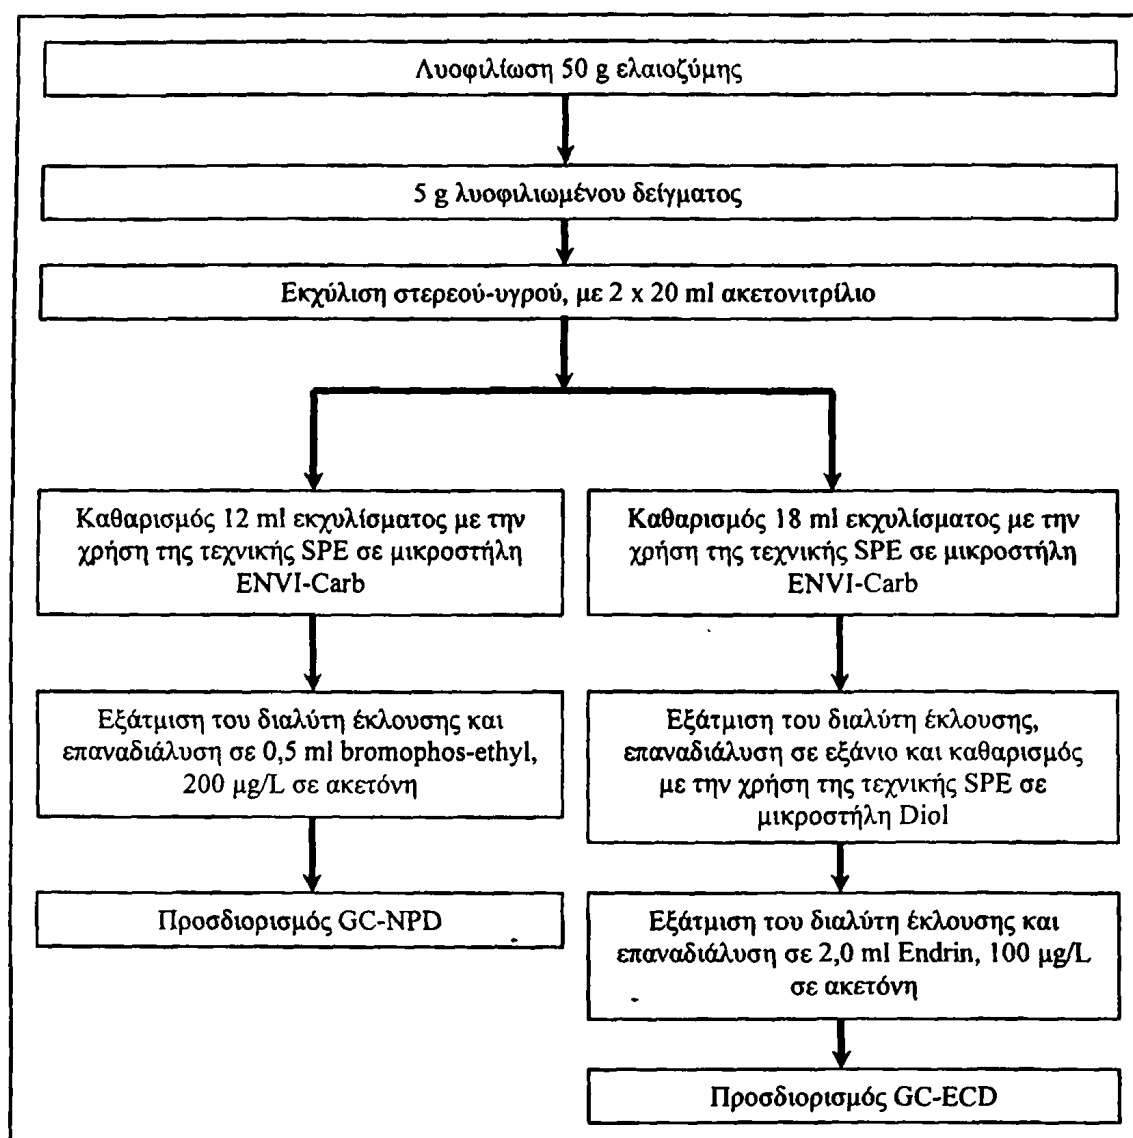 Λυοφιλίωση 50 g ελαιοζύμης
5 g λυοφιλιωμένου δείγματος
Εκχύλιση στερεού-υγρού, με 2 x 20 ml ακετονιτρίλιο
Καθαρισμός 12 ml εκχυλίσματος με την
χρήση της τεχνικής SPE σε μικροστήλη
ENVI-Carb
Εξάτμιση του διαλύτη έκλουσης και
επαναδιάλυση σε 0,5 ml bromophos-ethyl,
200 μg/L σε ακετόνη
Προσδιορισμός GC-NPD
Καθαρισμός 18 ml εκχυλίσματος με την
χρήση της τεχνικής SPE σε μικροστήλη
ENVI-Carb
Εξάτμιση του διαλύτη έκλουσης,
επαναδιάλυση σε εξάνιο και καθαρισμός
με την χρήση της τεχνικής SPE σε
μικροστήλη Diol
Εξάτμιση του διαλύτη έκλουσης και
επαναδιάλυση σε 2,0 ml Endrin, 100 μg/L
σε ακετόνη
Προσδιορισμός GC-ECD